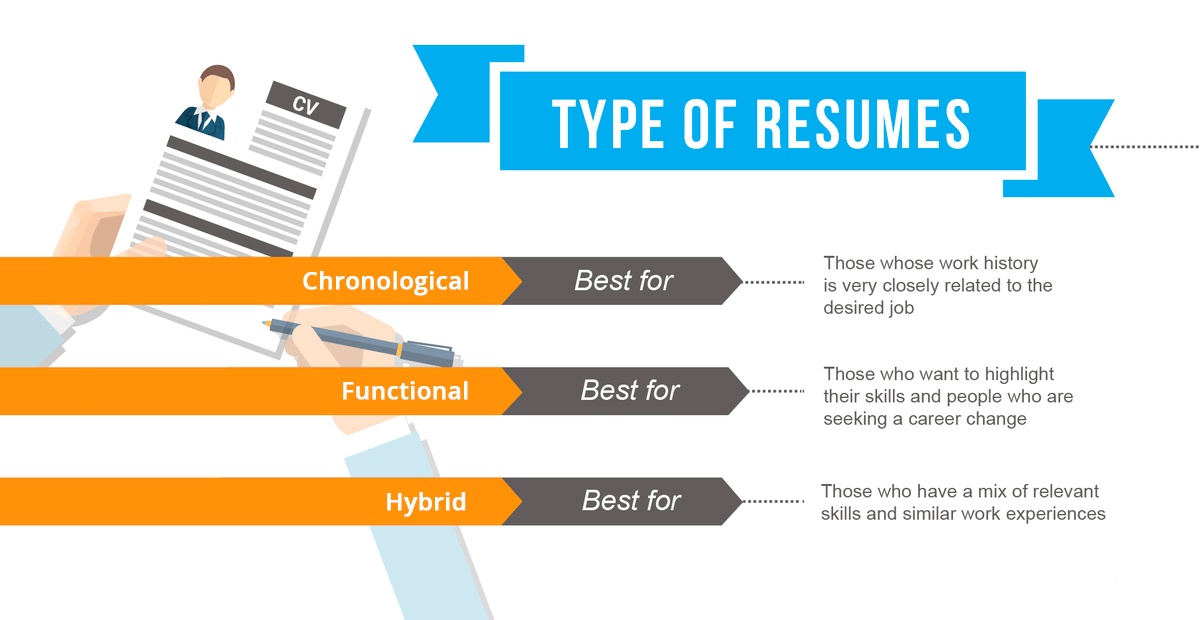 CV
TYPE OF RESUMES
Chronological
Best for
Those whose work history
is very closely related to the
desired job
Functional
Best for
Those who want to highlight
their skills and people who are
seeking a career change
Hybrid
Best for
Those who have a mix of relevant
skills and similar work experiences